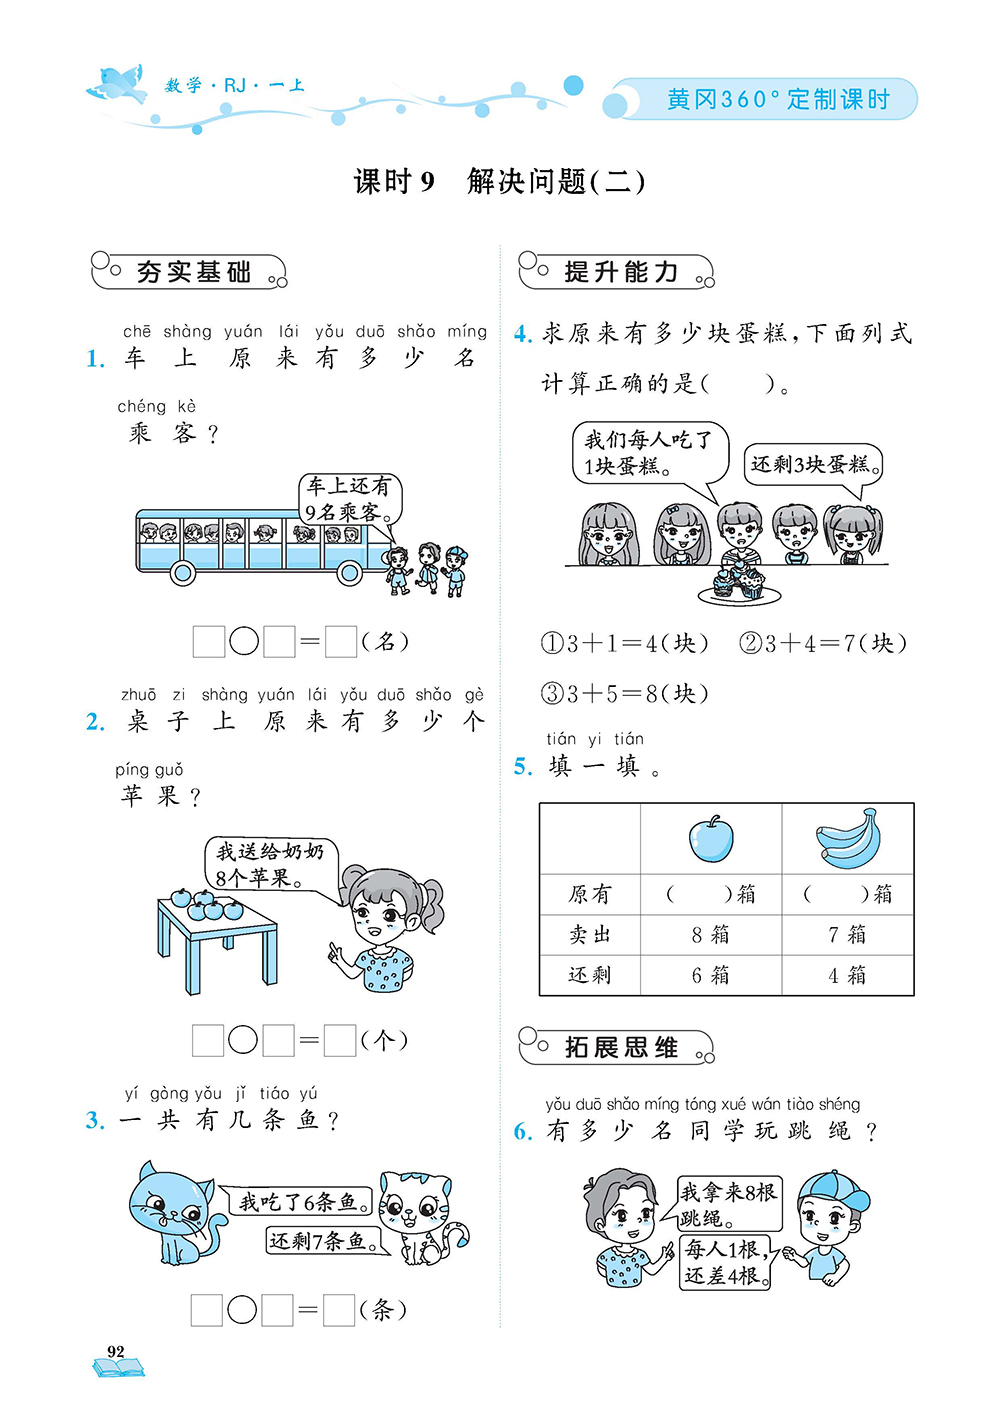 数学·RJ·一上
黄冈360°定制课时
课时9 解决问题(二)
夯实基础
chē shàng yuán lái yǒu duō shǎo míng
1. 车上原来有多少名
chéng kè
乘客?
车上还有
9名乘客。
□○□=□(名)
zhuō zi shàng yuán lái yǒu duō shǎo gè
2. 桌子上原来有多少个
píng guǒ
苹果?
我送给奶奶
8个苹果。
□○□=□(个)
yí gòng yǒu jǐ tiáo yú
3. 一共有几条鱼?
我吃了6条鱼。
还剩7条鱼。
□○□=□(条)
92
提升能力
4. 求原来有多少块蛋糕,下面列式
计算正确的是( )。
我们每人吃了
1块蛋糕。
还剩3块蛋糕。
①3+1=4(块) ②3+4=7(块)
③3+5=8(块)
tián yi tián
5. 填一填。
原有 ( )箱 ( )箱
卖出 8箱 7箱
还剩 6箱 4箱
拓展思维
yǒu duō shǎo míng tóng xué wán tiào shéng
6. 有多少名同学玩跳绳?
我拿来8根
跳绳。
每人1根,
还差4根。